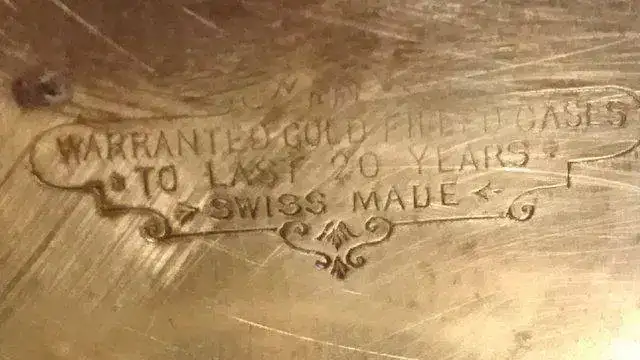 WARRANTED GOLD FILLED CASES
TO LAST 20 YEARS
SWISS MADE